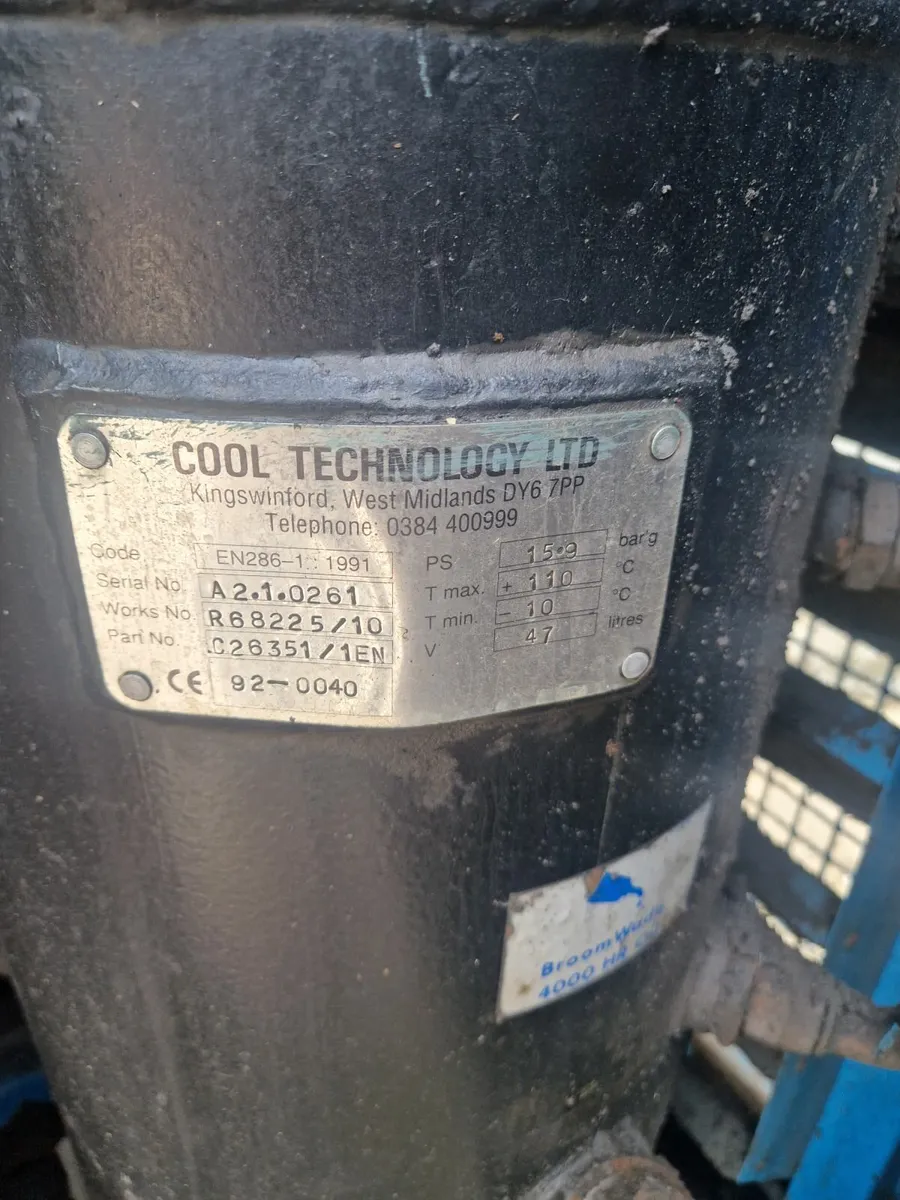 COOL TECHNOLOGY LTD
Kingswinford, West Midlands DY6 7PP
Telephone: 0384 400999
Code EN286-1: 1991
Serial No. A2.1.0261
Works No. R68225/10
Part No. C26351/1EN
CE 92-0040
PS 15.9 bar'g
T max. + 110 °C
T min. - 10 °C
V 47 litres
BroomWade
4000 HR